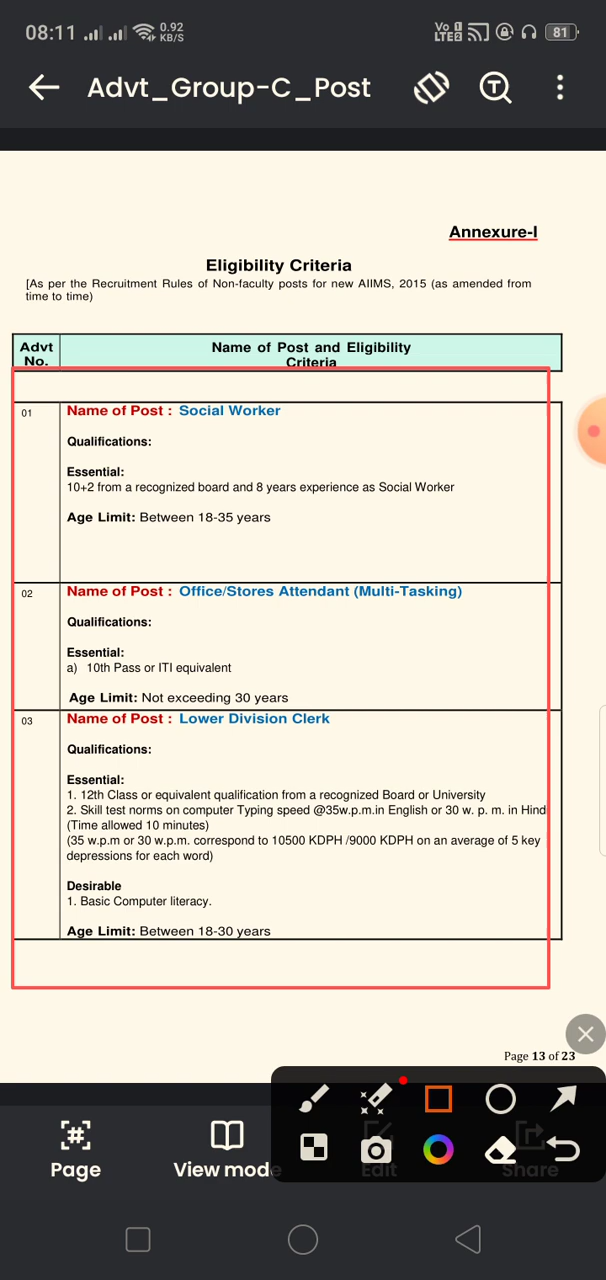 08:11
0.92
KB/S
Vo 1
LTE 2
81
Advt_Group-C_Post
Annexure-I
Eligibility Criteria
[As per the Recruitment Rules of Non-faculty posts for new AIIMS, 2015 (as amended from
time to time)
Advt
No.
Name of Post and Eligibility
Criteria
01
Name of Post : Social Worker
Qualifications:
Essential:
10+2 from a recognized board and 8 years experience as Social Worker
Age Limit: Between 18-35 years
02
Name of Post : Office/Stores Attendant (Multi-Tasking)
Qualifications:
Essential:
a) 10th Pass or ITI equivalent
Age Limit: Not exceeding 30 years
03
Name of Post : Lower Division Clerk
Qualifications:
Essential:
1. 12th Class or equivalent qualification from a recognized Board or University
2. Skill test norms on computer Typing speed @35w.p.m.in English or 30 w. p. m. in Hind
(Time allowed 10 minutes)
(35 w.p.m or 30 w.p.m. correspond to 10500 KDPH /9000 KDPH on an average of 5 key
depressions for each word)
Desirable
1. Basic Computer literacy.
Age Limit: Between 18-30 years
Page 13 of 23
Page
View mode
Edit
Share